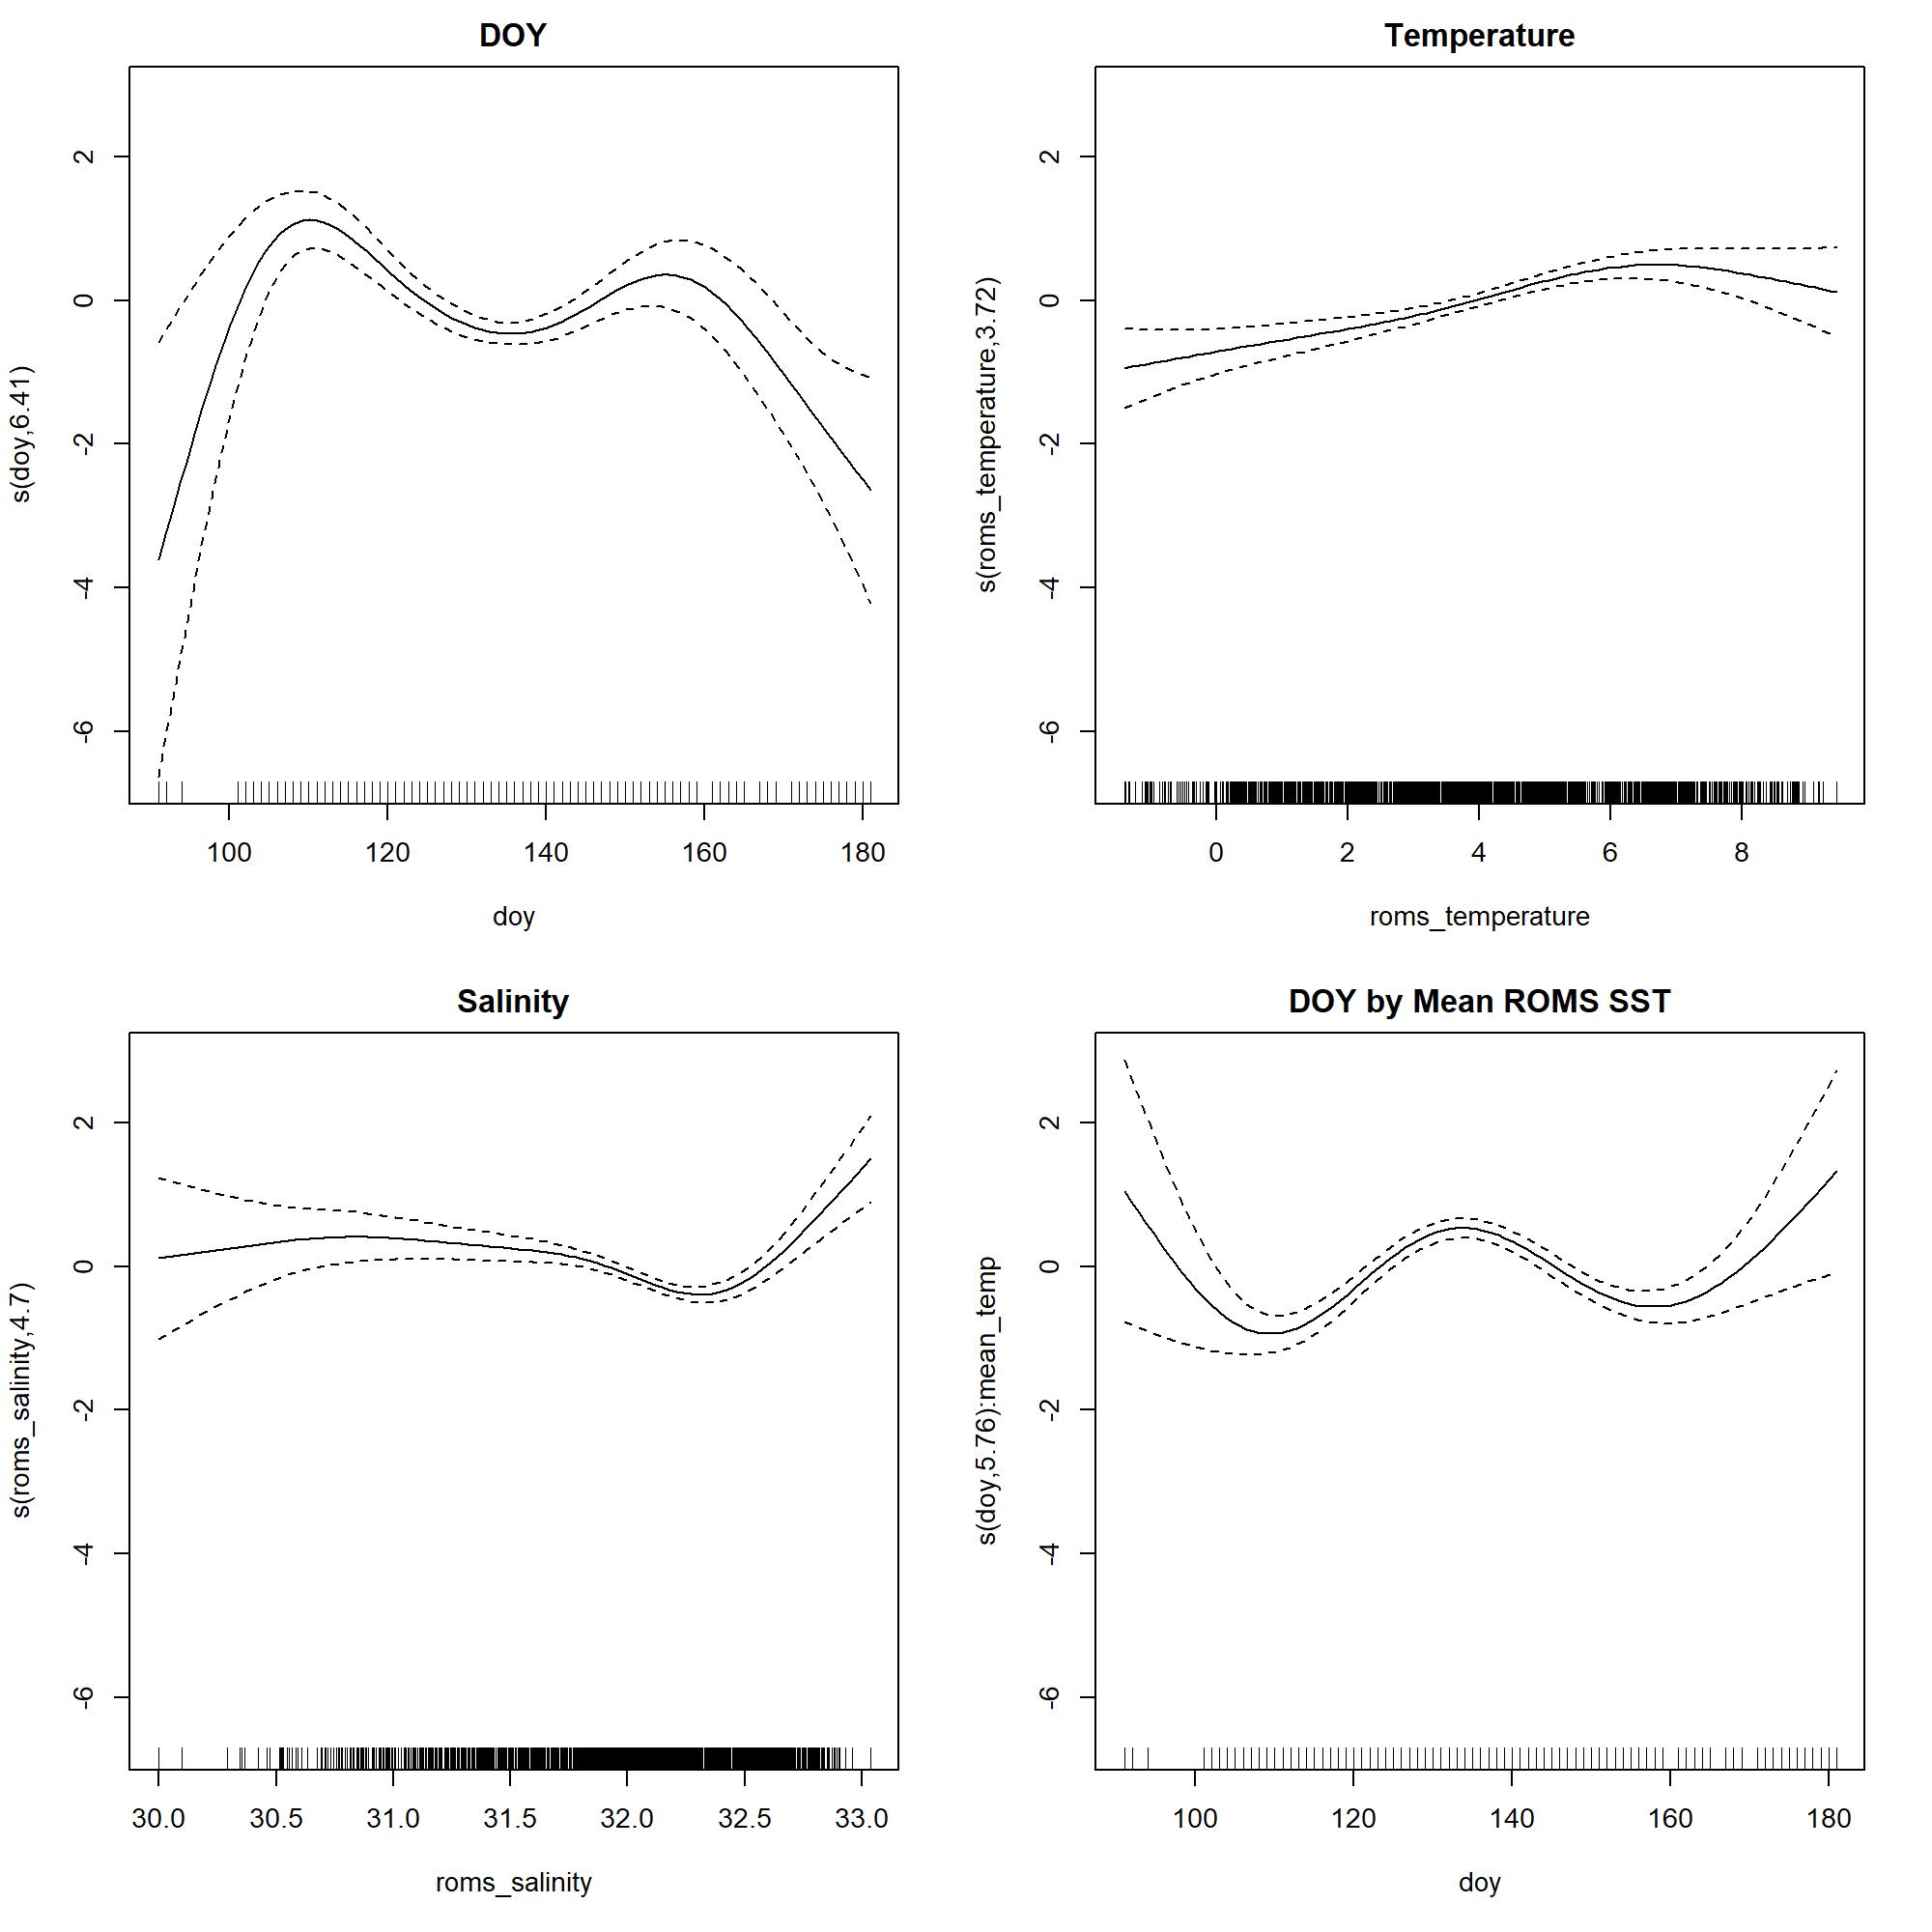 DOY
s(doy,6.41)
2
0
-2
-4
-6
100 120 140 160 180
doy
Temperature
s(roms_temperature,3.72)
2
0
-2
-4
-6
0 2 4 6 8
roms_temperature
Salinity
s(roms_salinity,4.7)
2
0
-2
-4
-6
30.0 30.5 31.0 31.5 32.0 32.5 33.0
roms_salinity
DOY by Mean ROMS SST
s(doy,5.76):mean_temp
2
0
-2
-4
-6
100 120 140 160 180
doy